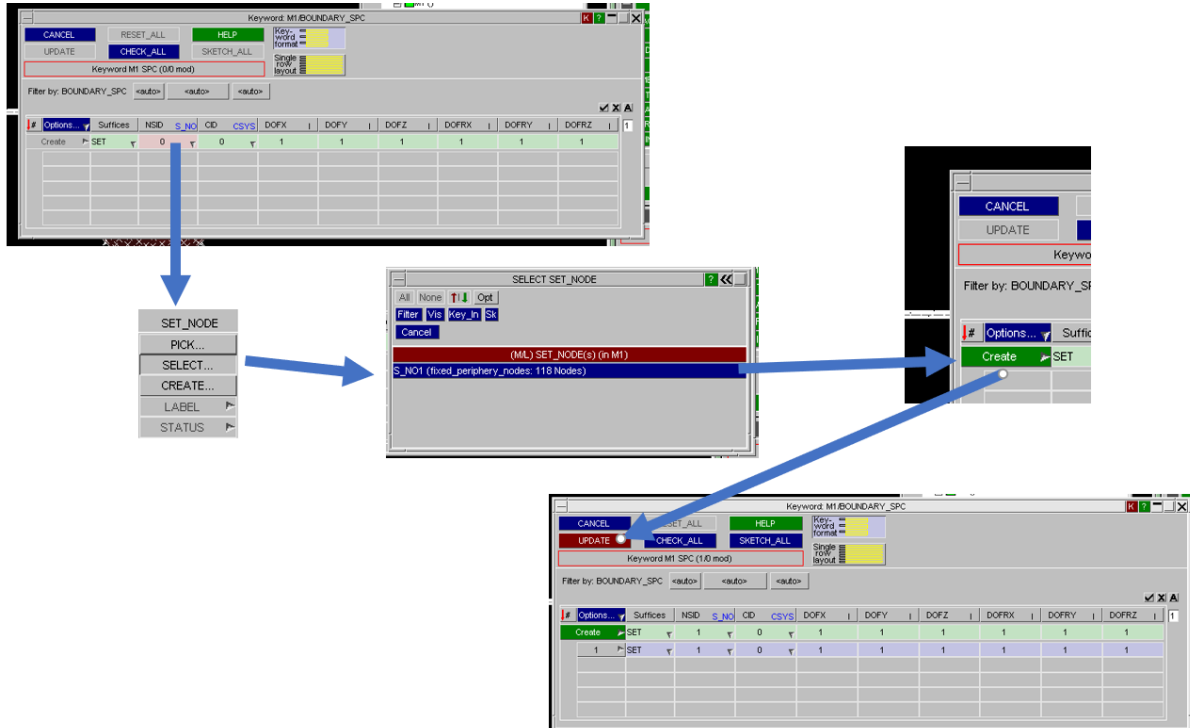 Keyword: M1/BOUNDARY_SPC K ?
CANCEL RESET_ALL HELP Key-word format =
UPDATE CHECK_ALL SKETCH_ALL Single row layout
Keyword M1 SPC (0/0 mod)
Filter by: BOUNDARY_SPC <auto> <auto> <auto>
X A
# Options... Suffices NSID S_NO CID CSYS DOFX I DOFY I DOFZ I DOFRX I DOFRY I DOFRZ I 1
Create SET 0 0 1 1 1 1 1 1
SET_NODE
PICK...
SELECT...
CREATE...
LABEL
STATUS
SELECT SET_NODE ?
All None Opt
Filter Vis Key_In Sk
Cancel
(M/L) SET_NODE(s) (in M1)
S_NO1 (fixed_periphery_nodes: 118 Nodes)
CANCEL
UPDATE
Keywo
Filter by: BOUNDARY_SP
# Options... Suffic
Create SET
Keyword: M1/BOUNDARY_SPC K ?
CANCEL SET_ALL HELP Key-word format =
UPDATE CHECK_ALL SKETCH_ALL Single row layout
Keyword M1 SPC (1/0 mod)
Filter by: BOUNDARY_SPC <auto> <auto> <auto>
X A
# Options... Suffices NSID S_NO CID CSYS DOFX I DOFY I DOFZ I DOFRX I DOFRY I DOFRZ I 1
Create SET 1 0 1 1 1 1 1 1
1 SET 1 0 1 1 1 1 1 1